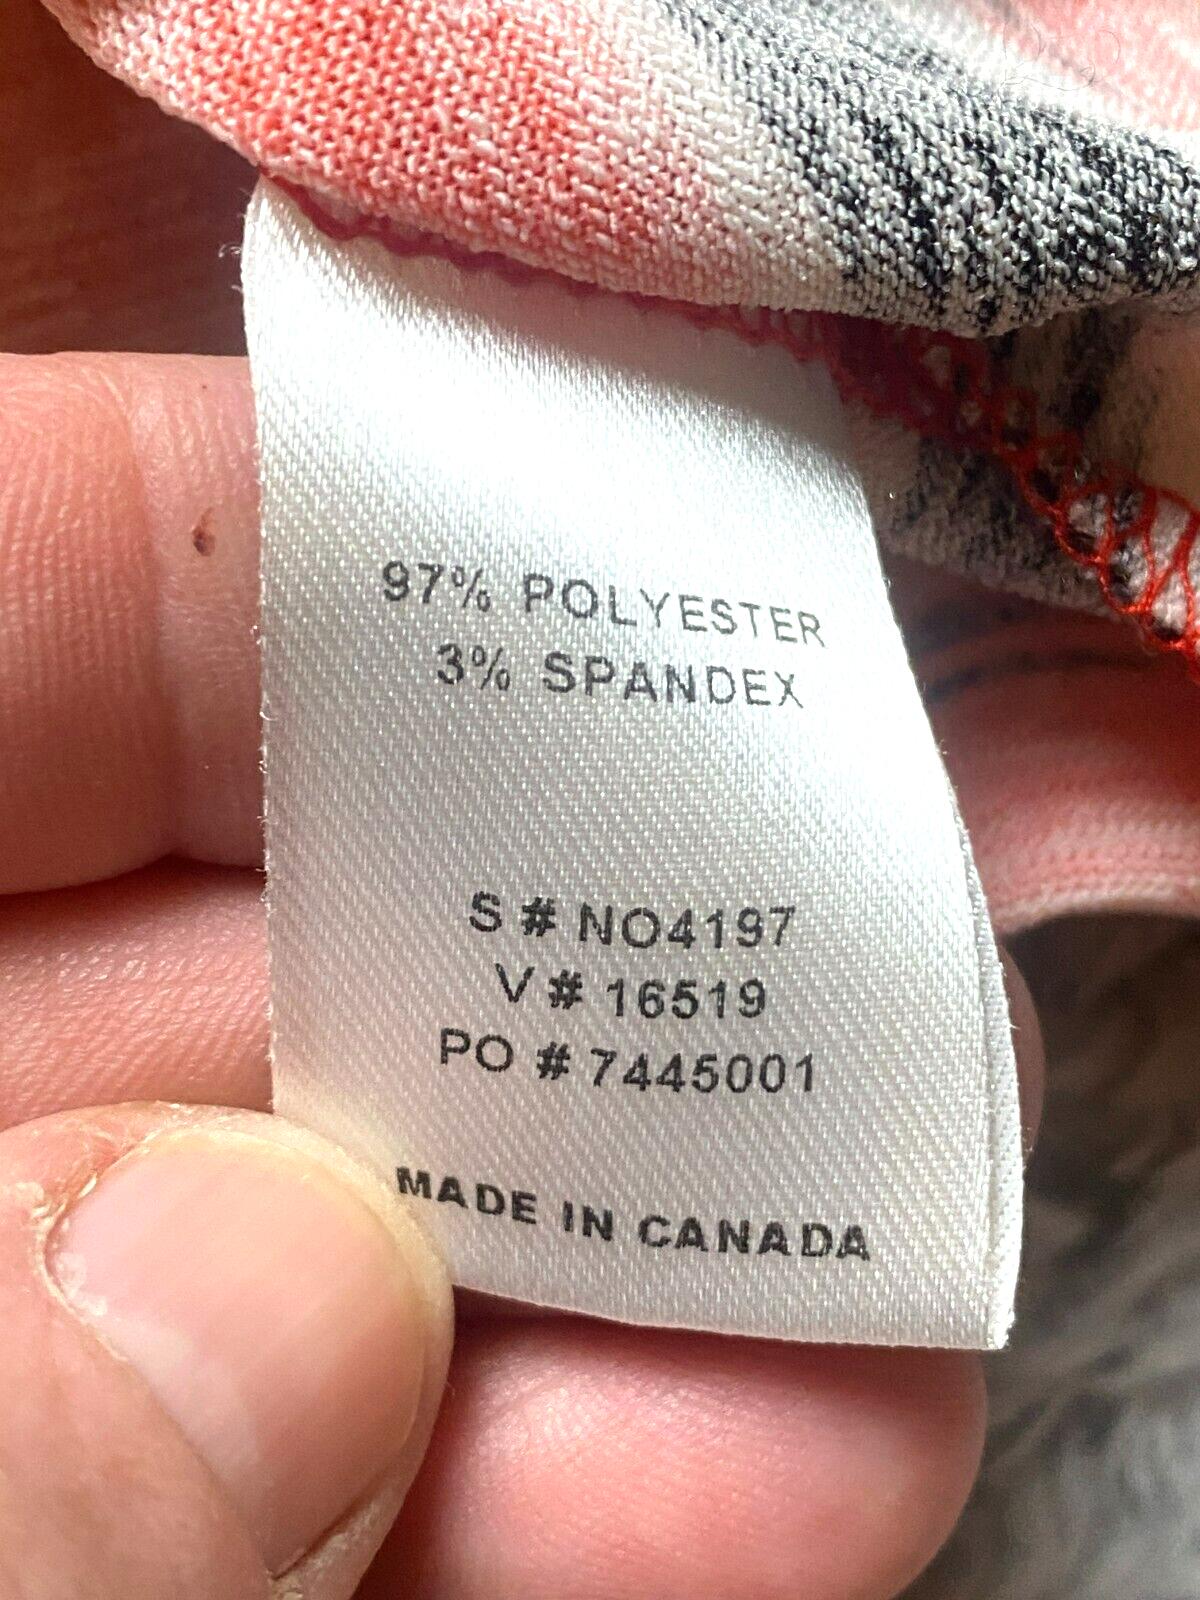 97% POLYESTER
3% SPANDEX
S # NO4197
V # 16519
PO # 7445001
MADE IN CANADA